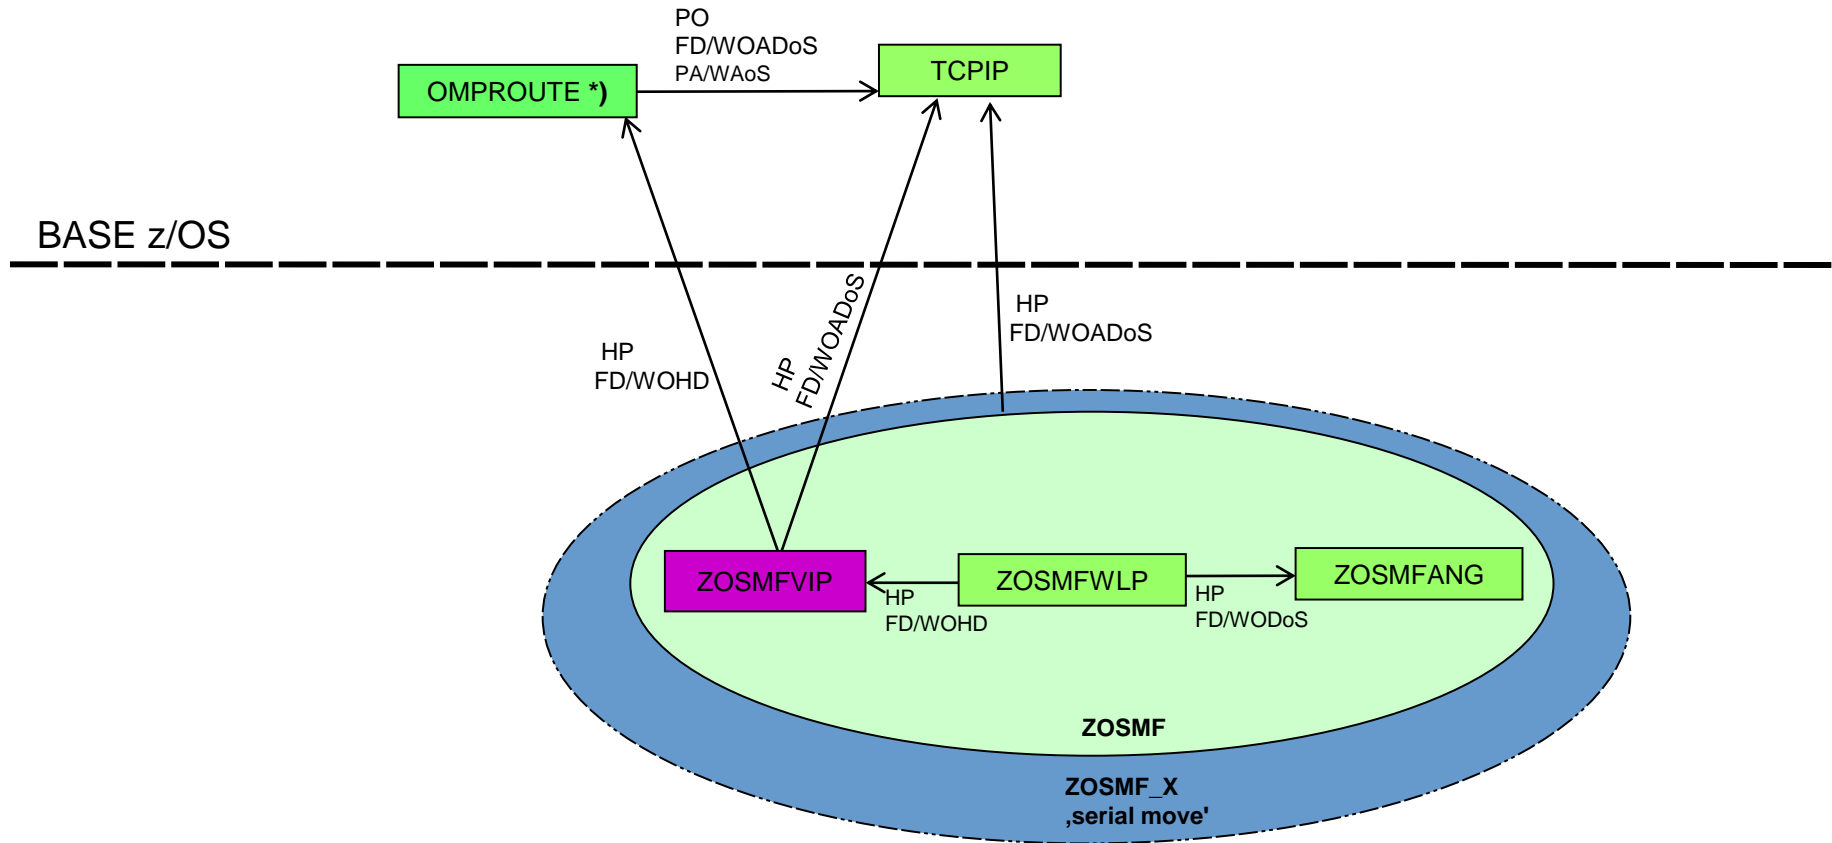 PO
FD/WOADoS
PA/WAoS
TCPIP
OMPROUTE *)
BASE z/OS
HP
FD/WOHD
HP
FD/WOADoS
HP
FD/WOADoS
ZOSMFVIP
HP
FD/WOHD
ZOSMFWLP
HP
FD/WODoS
ZOSMFANG
ZOSMF
ZOSMF_X
‚serial move'